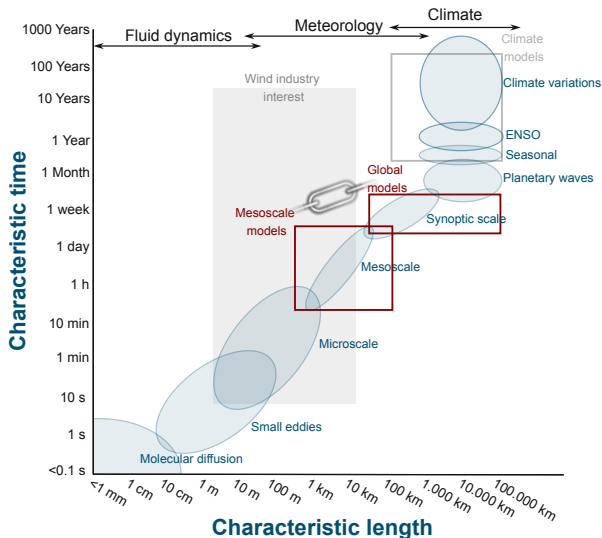 Climate
Fluid dynamics
Meteorology
1000 Years
100 Years
10 Years
1 Year
1 Month
1 week
1 day
1 h
10 min
1 min
10 s
1 s
<0.1 s
Characteristic time
Wind industry
interest
Climate
models
Climate variations
ENSO
Seasonal
Planetary waves
Global
models
Mesoscale
models
Synoptic scale
Mesoscale
Microscale
Small eddies
Molecular diffusion
<1 mm
1 cm
10 cm
1 m
10 m
100 m
1 km
10 km
100 km
1.000 km
10.000 km
100.000 km
Characteristic length